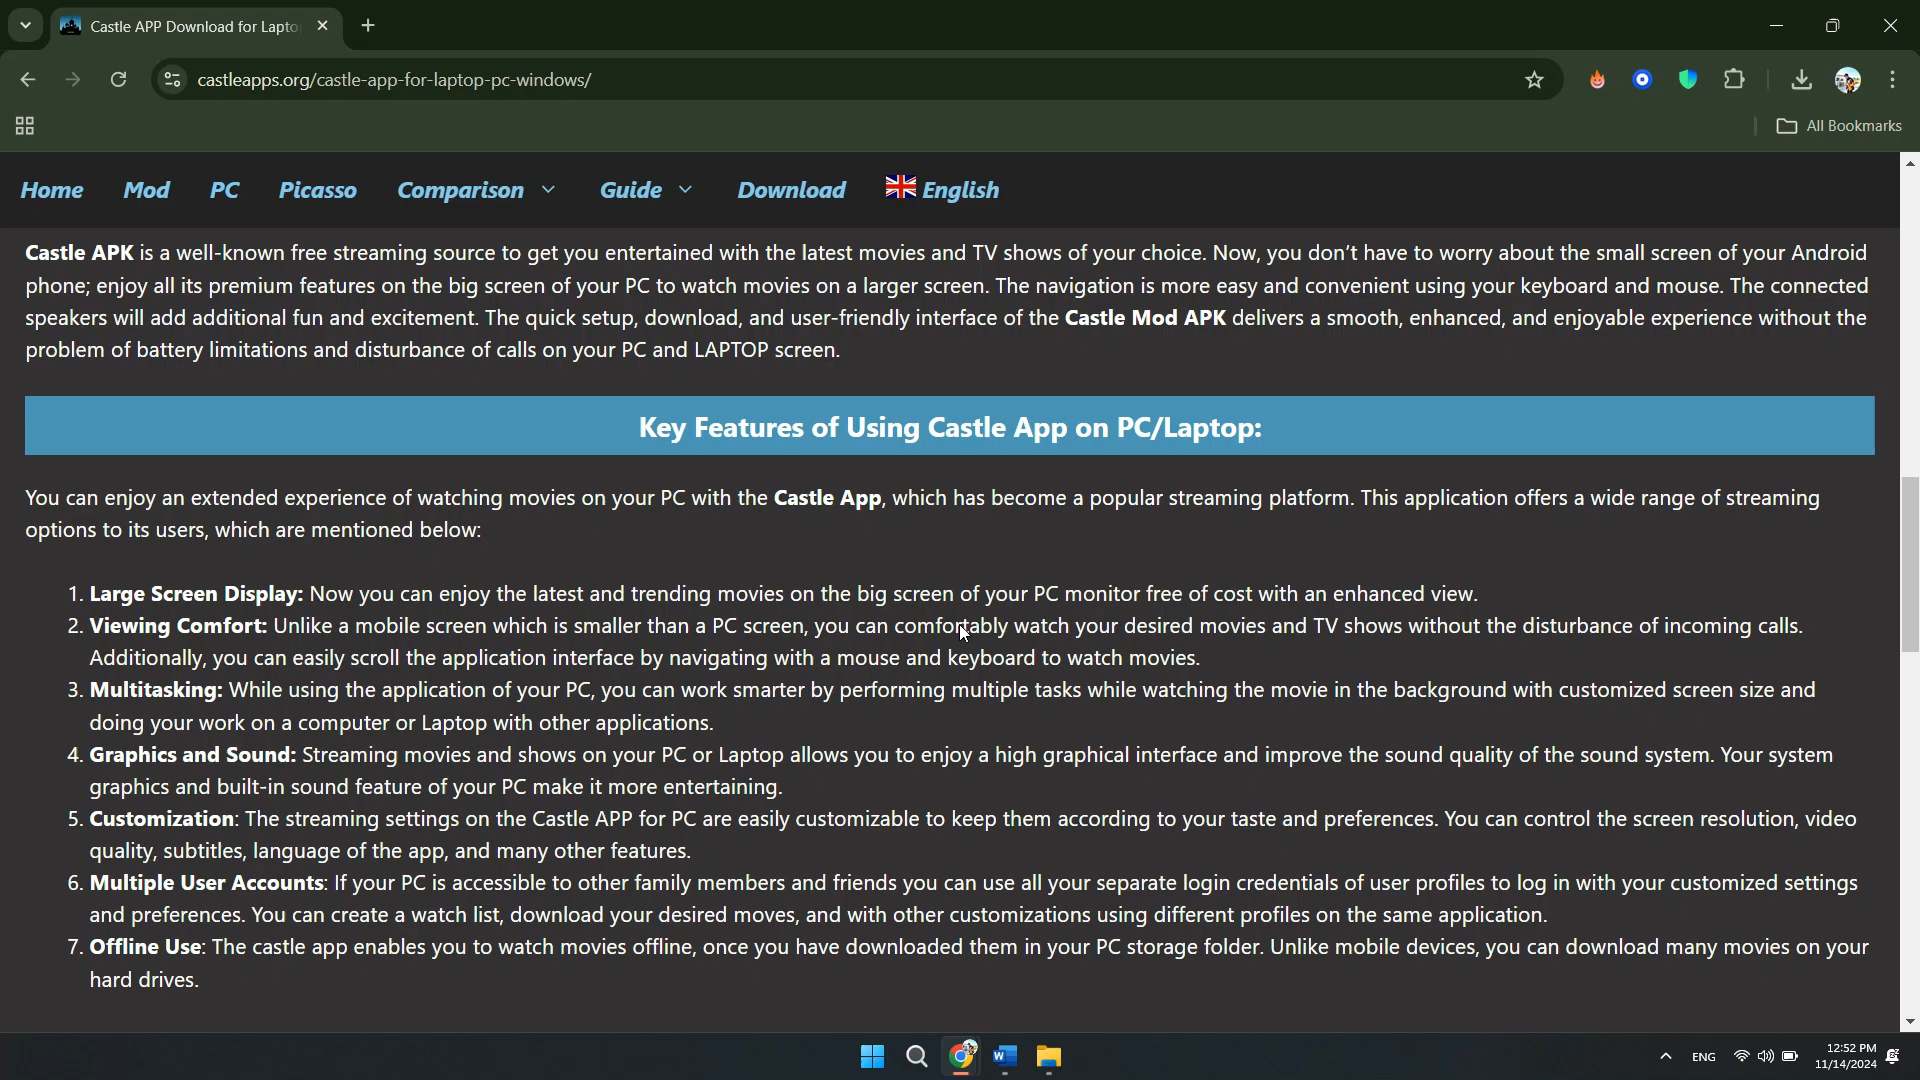 Castle APP Download for Lapto
castleapps.org/castle-app-for-laptop-pc-windows/
All Bookmarks
Home Mod PC Picasso Comparison Guide Download English
Castle APK is a well-known free streaming source to get you entertained with the latest movies and TV shows of your choice. Now, you don’t have to worry about the small screen of your Android
phone; enjoy all its premium features on the big screen of your PC to watch movies on a larger screen. The navigation is more easy and convenient using your keyboard and mouse. The connected
speakers will add additional fun and excitement. The quick setup, download, and user-friendly interface of the Castle Mod APK delivers a smooth, enhanced, and enjoyable experience without the
problem of battery limitations and disturbance of calls on your PC and LAPTOP screen.
Key Features of Using Castle App on PC/Laptop:
You can enjoy an extended experience of watching movies on your PC with the Castle App, which has become a popular streaming platform. This application offers a wide range of streaming
options to its users, which are mentioned below:
1. Large Screen Display: Now you can enjoy the latest and trending movies on the big screen of your PC monitor free of cost with an enhanced view.
2. Viewing Comfort: Unlike a mobile screen which is smaller than a PC screen, you can comfortably watch your desired movies and TV shows without the disturbance of incoming calls.
Additionally, you can easily scroll the application interface by navigating with a mouse and keyboard to watch movies.
3. Multitasking: While using the application of your PC, you can work smarter by performing multiple tasks while watching the movie in the background with customized screen size and
doing your work on a computer or Laptop with other applications.
4. Graphics and Sound: Streaming movies and shows on your PC or Laptop allows you to enjoy a high graphical interface and improve the sound quality of the sound system. Your system
graphics and built-in sound feature of your PC make it more entertaining.
5. Customization: The streaming settings on the Castle APP for PC are easily customizable to keep them according to your taste and preferences. You can control the screen resolution, video
quality, subtitles, language of the app, and many other features.
6. Multiple User Accounts: If your PC is accessible to other family members and friends you can use all your separate login credentials of user profiles to log in with your customized settings
and preferences. You can create a watch list, download your desired moves, and with other customizations using different profiles on the same application.
7. Offline Use: The castle app enables you to watch movies offline, once you have downloaded them in your PC storage folder. Unlike mobile devices, you can download many movies on your
hard drives.
ENG
12:52 PM
11/14/2024